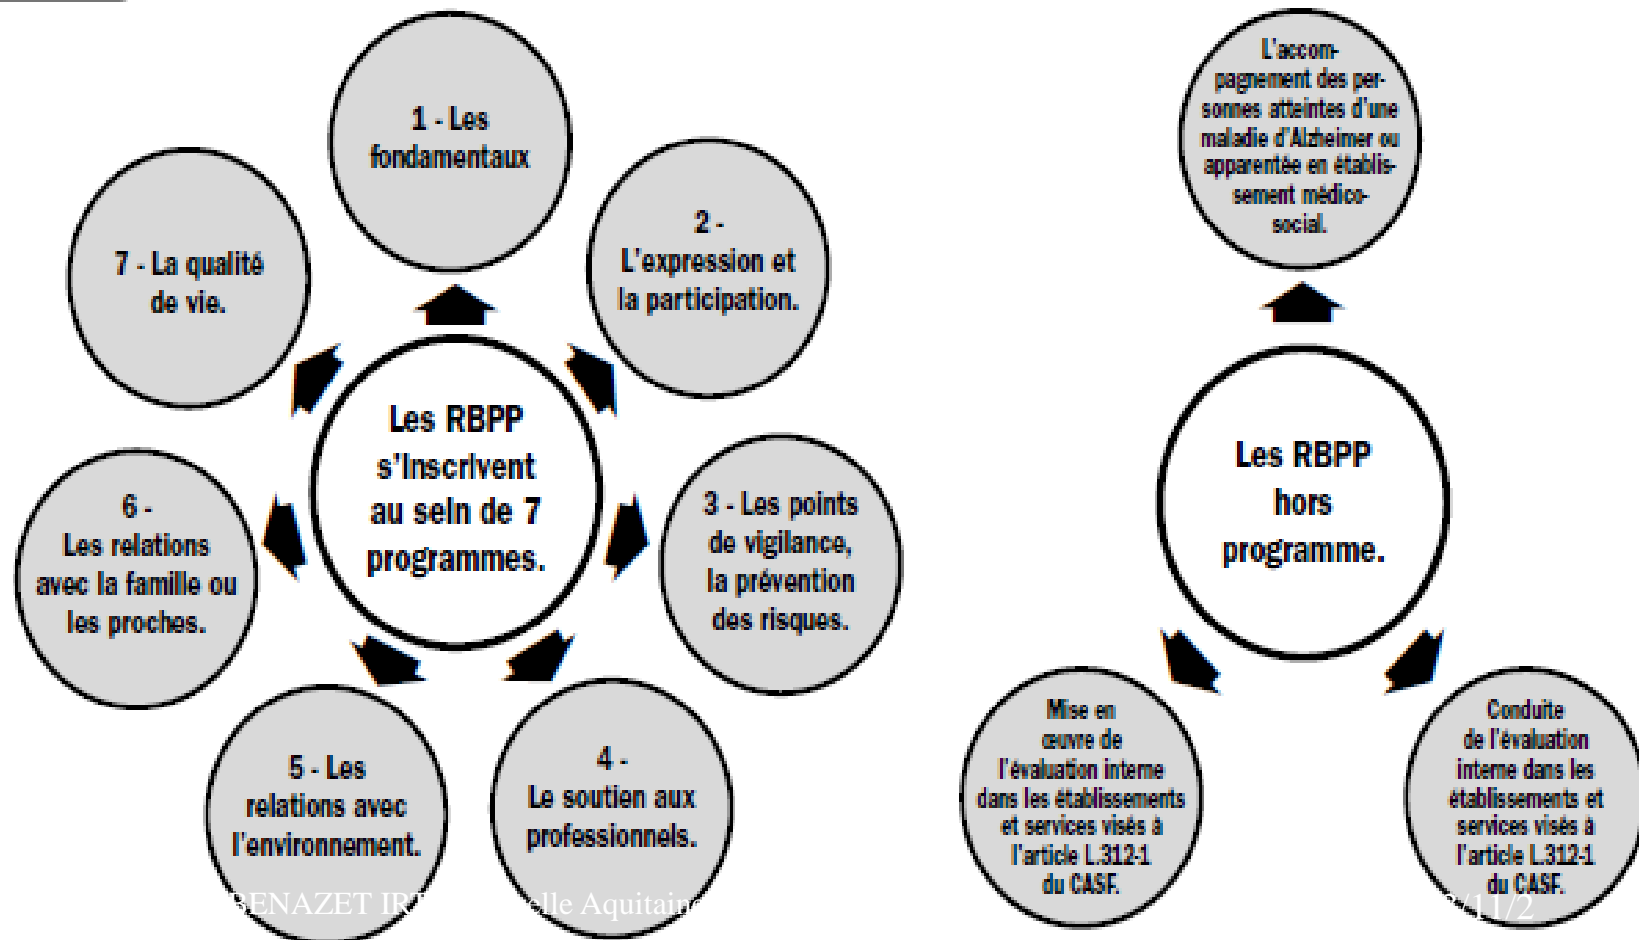 1 - Les
fondamentaux
2 -
L'expression et
la participation.
3 - Les points
de vigilance,
la prévention
des risques.
4 -
Le soutien aux
professionnels.
5 - Les
relations avec
l'environnement.
6 -
Les relations
avec la famille ou
les proches.
7 - La qualité
de vie.
Les RBPP
s'inscrivent
au sein de 7
programmes.
L'accom-
pagnement des per-
sonnes atteintes d'une
maladie d'Alzheimer ou
apparentée en établis-
sement médico-
social.
Les RBPP
hors
programme.
Mise en
œuvre de
l'évaluation interne
dans les établissements
et services visés à
l'article L.312-1
du CASF.
Conduite
de l'évaluation
interne dans les
établissements et
services visés à
l'article L.312-1
du CASF.
BENAZET Aquitaine